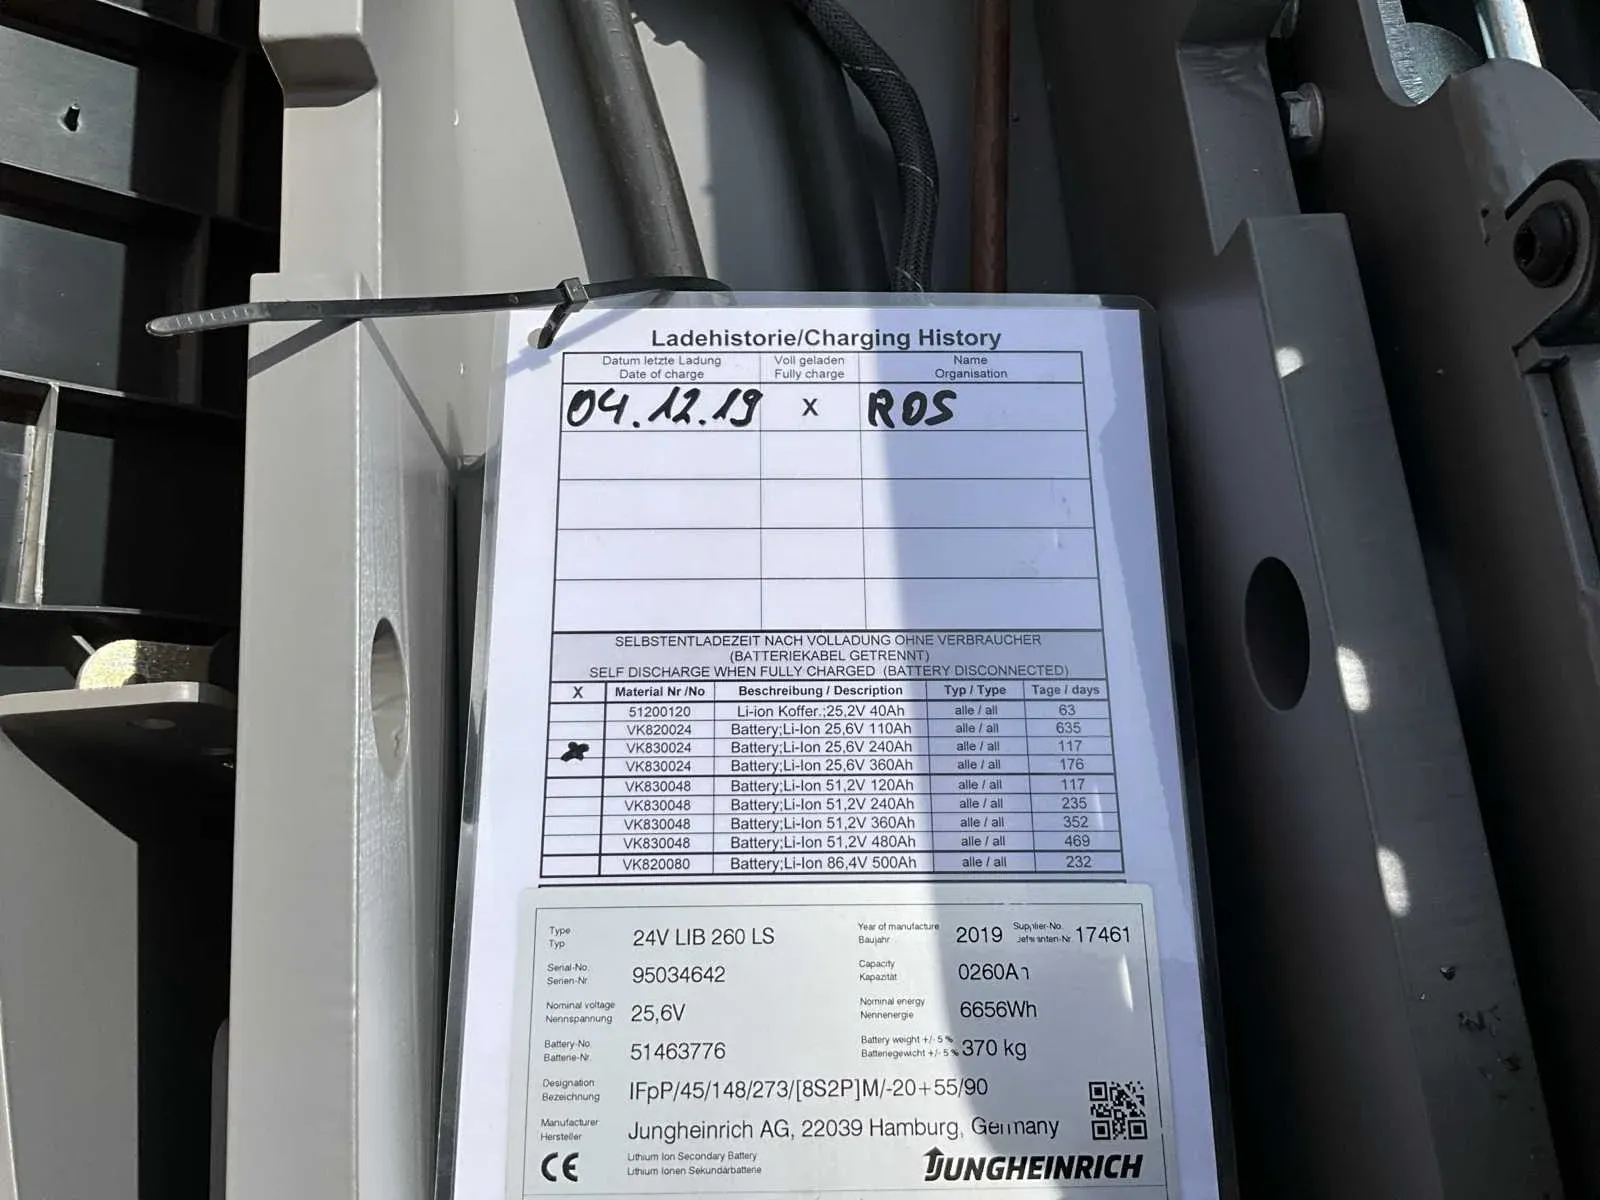 Ladehistorie/Charging History
Datum letzte Ladung Voll geladen Name
Date of charge Fully charge Organisation
04.12.19 X ROS
SELBSTENTLADEZEIT NACH VOLLADUNG OHNE VERBRAUCHER
(BATTERIEKABEL GETRENNT)
SELF DISCHARGE WHEN FULLY CHARGED (BATTERY DISCONNECTED)
X Material Nr /No Beschreibung / Description Typ / Type Tage / days
51200120 Li-ion Koffer.;25,2V 40Ah alle / all 63
VK820024 Battery;Li-Ion 25,6V 110Ah alle / all 635
X VK830024 Battery;Li-Ion 25,6V 240Ah alle / all 117
VK830024 Battery;Li-Ion 25,6V 360Ah alle / all 176
VK830048 Battery;Li-Ion 51,2V 120Ah alle / all 117
VK830048 Battery;Li-Ion 51,2V 240Ah alle / all 235
VK830048 Battery;Li-Ion 51,2V 360Ah alle / all 352
VK830048 Battery;Li-Ion 51,2V 480Ah alle / all 469
VK820080 Battery;Li-Ion 86,4V 500Ah alle / all 232
Type Year of manufacture Supplier-No.
Typ 24V LIB 260 LS Baujahr 2019 Lieferanten-Nr. 17461
Serial-No. Capacity
Serien-Nr 95034642 Kapazität 0260Ah
Nominal voltage Nominal energy
Nennspannung 25,6V Nennenergie 6656Wh
Battery-No. Battery weight +/- 5 %
Batterie-Nr. 51463776 Batteriegewicht +/- 5 % 370 kg
Designation
Bezeichnung IFpP/45/148/273/[8S2P]M/-20+55/90
Manufacturer
Hersteller Jungheinrich AG, 22039 Hamburg, Germany
CE Lithium Ion Secondary Battery
Lithium Ionen Sekundärbatterie JUNGHEINRICH